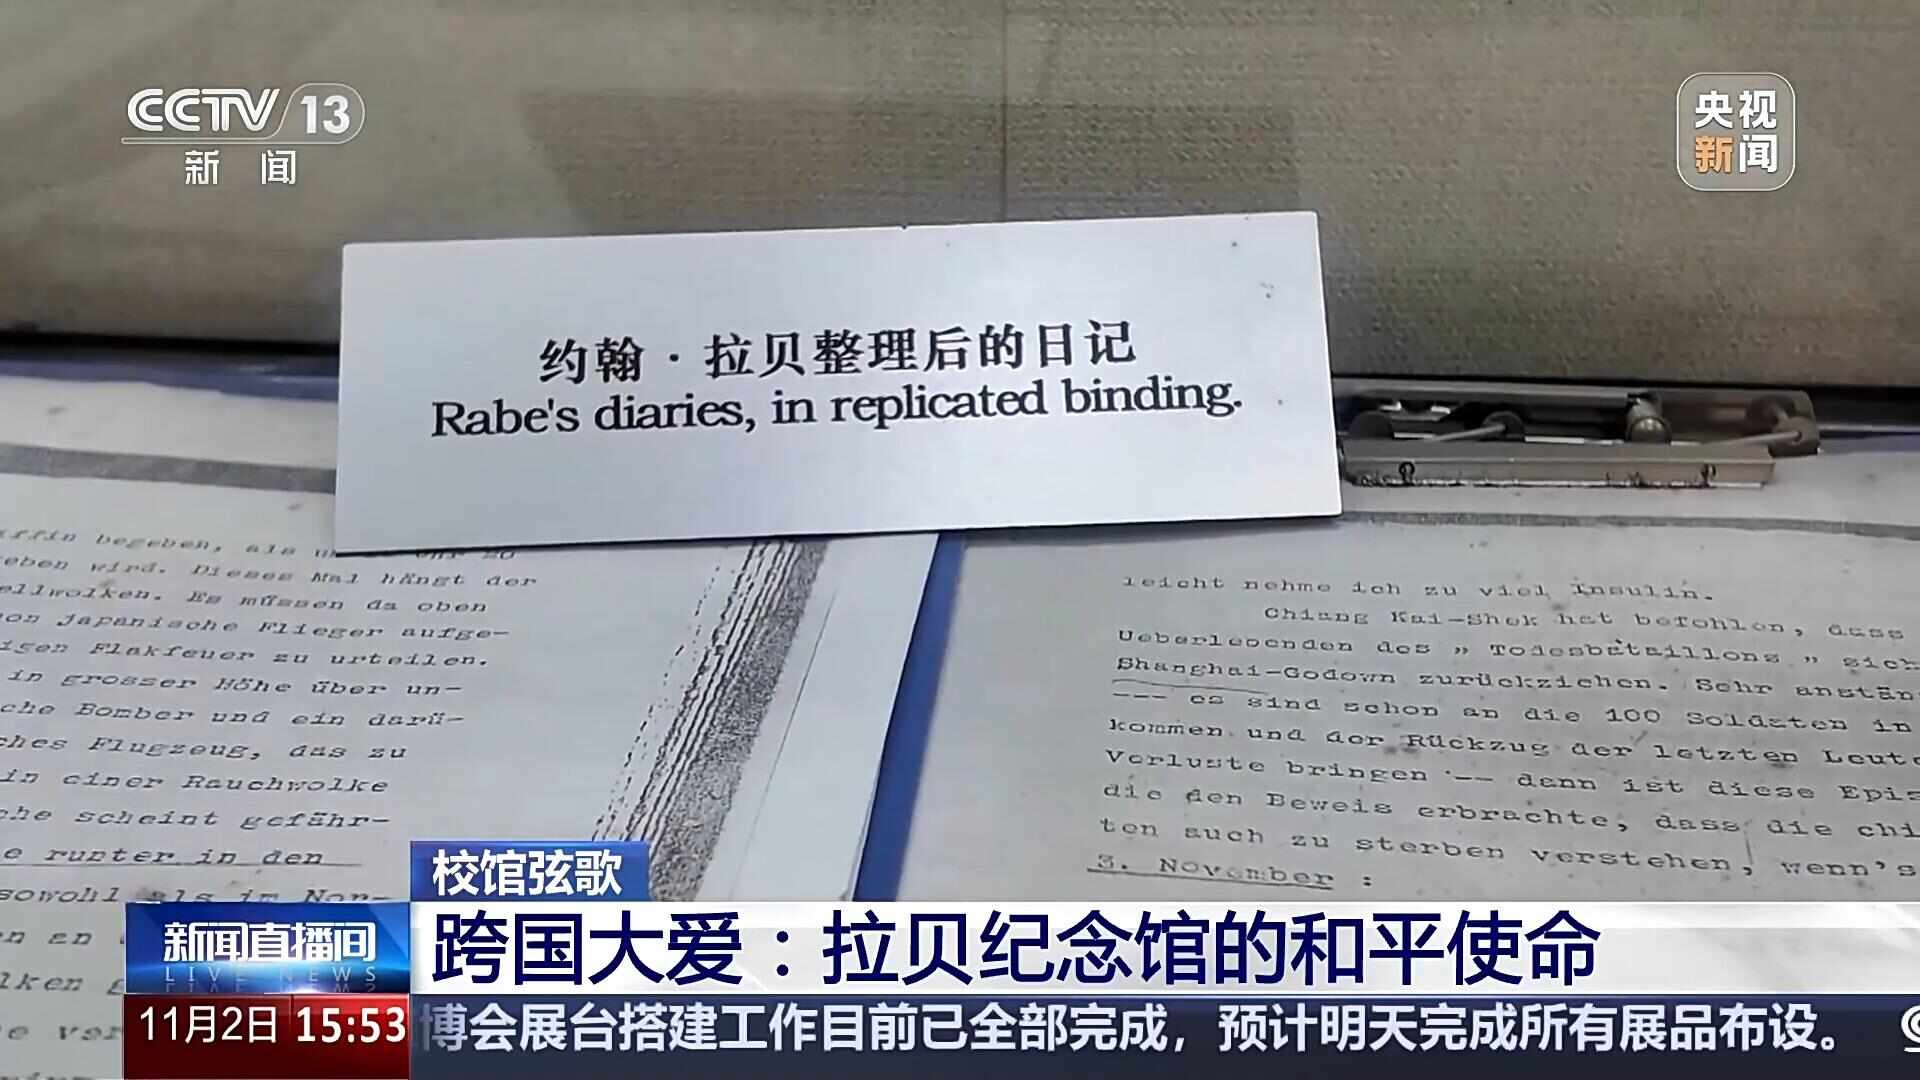 CCTV 13
新闻
央视
新闻
约翰·拉贝整理后的日记
Rabe's diaries, in replicated binding.
begeben, als
eben wird. Dieses Mal hängt der
ellwolken. Es müssen da oben
on japanische Flieger aufge-
igen Flakfeuer zu urteilen.
in grosser Höhe über un-
che Bomber und ein darü-
ches Flugzeug, das zu
in einer Rauchwolke
che scheint gefähr-
e runter in den
sowohl als im Non-
leicht nehme ich zu viel Insulin.
Chiang Kai-Shek hat befohlen, dass
Ueberlebenden des " Todesbataillons " sich
Shanghai-Godown zurückziehen. Sehr anstän
--- es sind schon an die 100 Soldaten in
kommen und der Rückzug der letzten Leute
Verluste bringen -- dann ist diese Epis
die den Beweis erbrachte, dass die chi
ten auch zu sterben verstehen, wenn's
3. November :
校馆弦歌
新闻直播间
LIVE NEWS
跨国大爱：拉贝纪念馆的和平使命
11月2日 15:53
博会展台搭建工作目前已全部完成，预计明天完成所有展品布设。